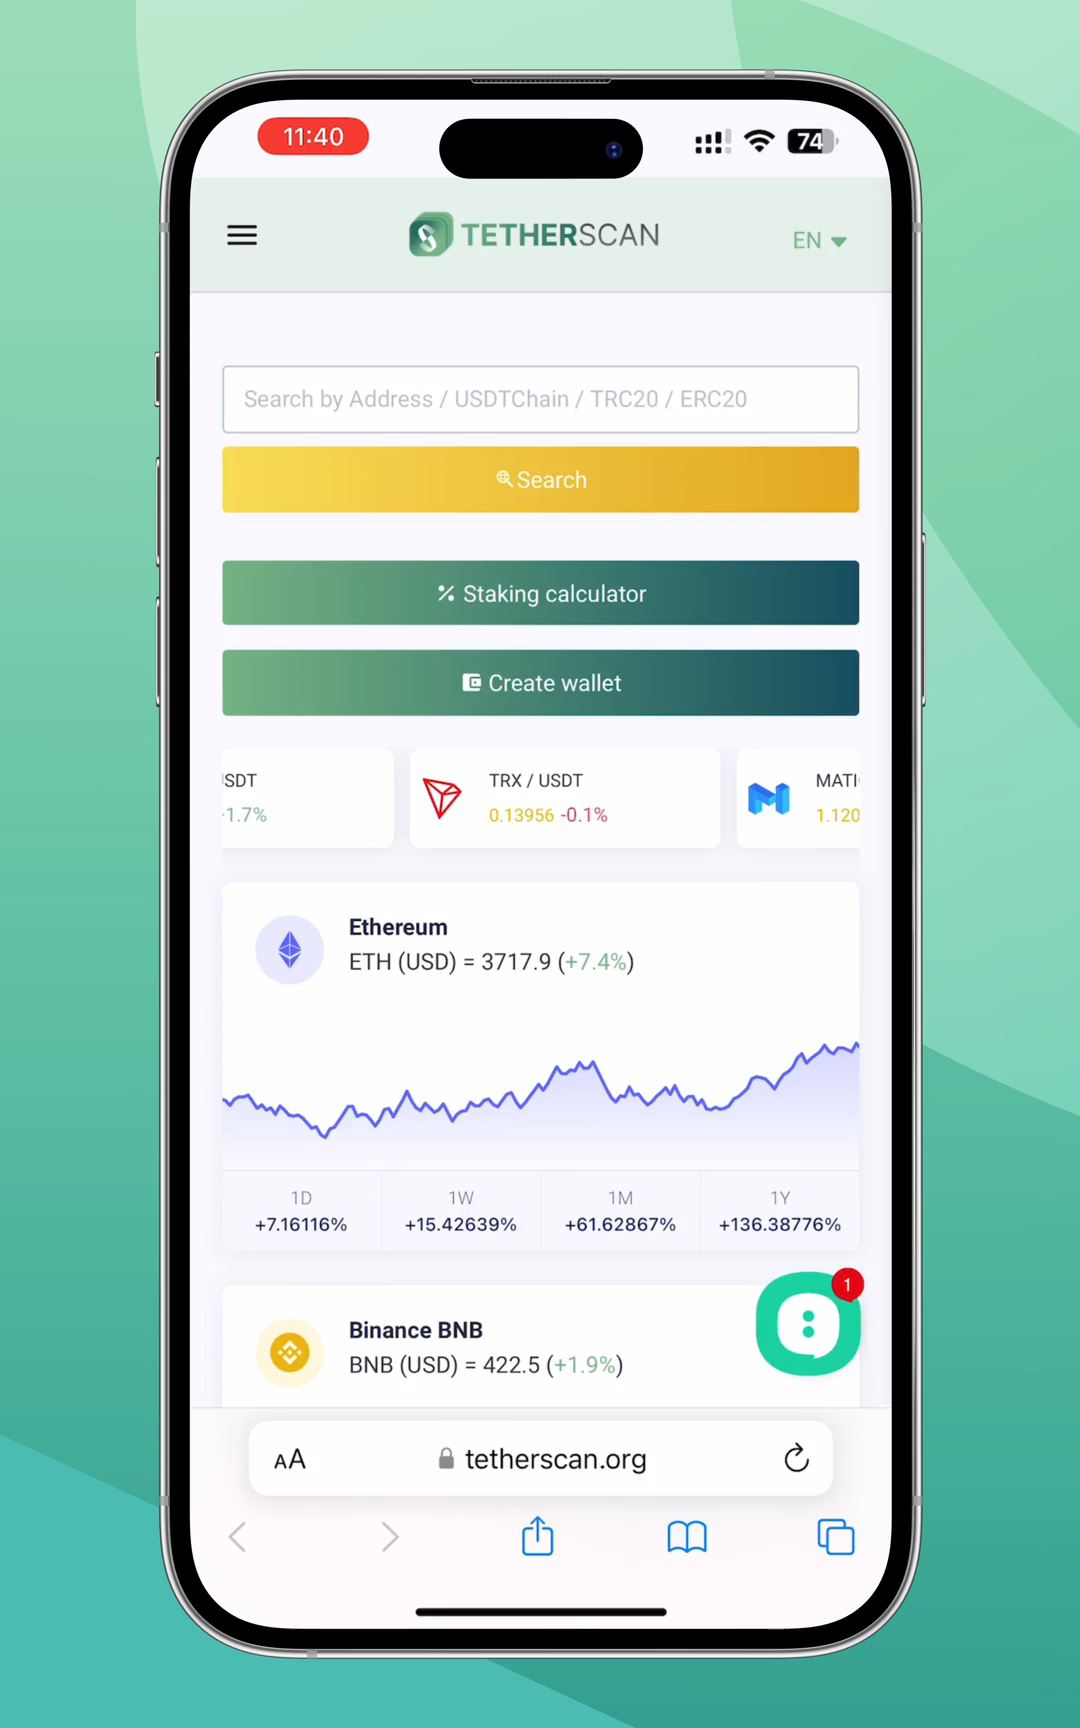 11:40
74
TETHERSCAN
EN
Search by Address / USDTChain / TRC20 / ERC20
Search
Staking calculator
Create wallet
TRX / USDT
0.13956 -0.1%
1.7%
1.120
Ethereum
ETH (USD) = 3717.9 (+7.4%)
1D 1W 1M 1Y
+7.16116% +15.42639% +61.62867% +136.38776%
1
Binance BNB
BNB (USD) = 422.5 (+1.9%)
AA tetherscan.org